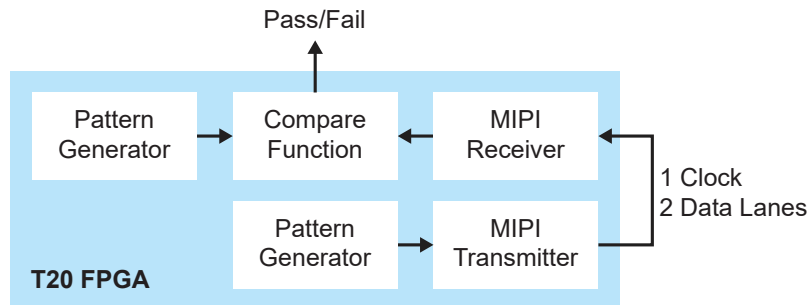 Pass/Fail
Pattern
Generator
Compare
Function
MIPI
Receiver
1 Clock
2 Data Lanes
Pattern
Generator
MIPI
Transmitter
T20 FPGA